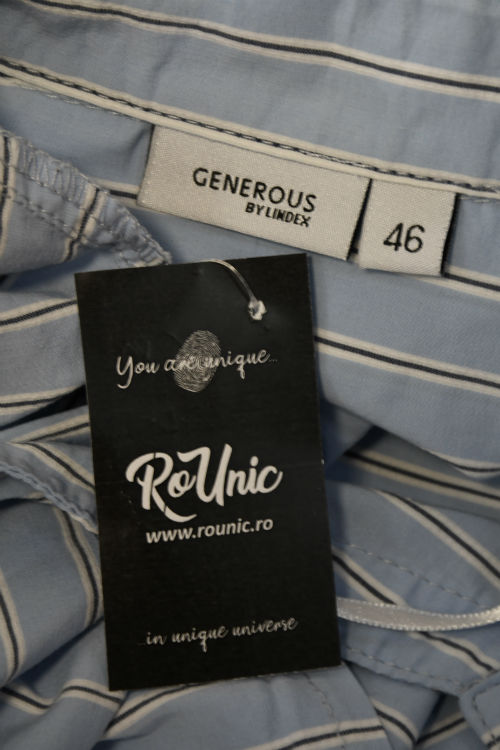 GENEROUS
BY LINDEX
46
You are unique...
RoUnic
www.rounic.ro
...in unique universe